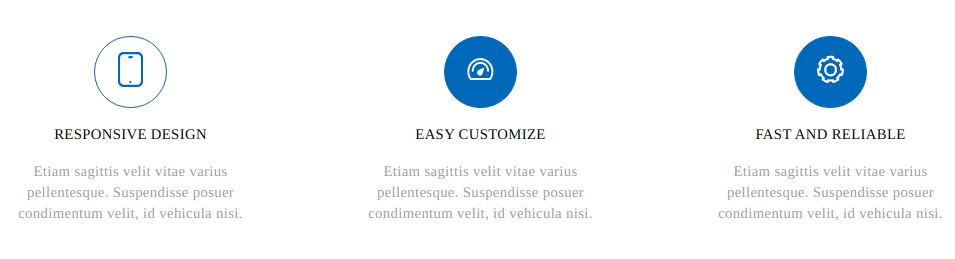 RESPONSIVE DESIGN
Etiam sagittis velit vitae varius
pellentesque. Suspendisse posuer
condimentum velit, id vehicula nisi.
EASY CUSTOMIZE
Etiam sagittis velit vitae varius
pellentesque. Suspendisse posuer
condimentum velit, id vehicula nisi.
FAST AND RELIABLE
Etiam sagittis velit vitae varius
pellentesque. Suspendisse posuer
condimentum velit, id vehicula nisi.